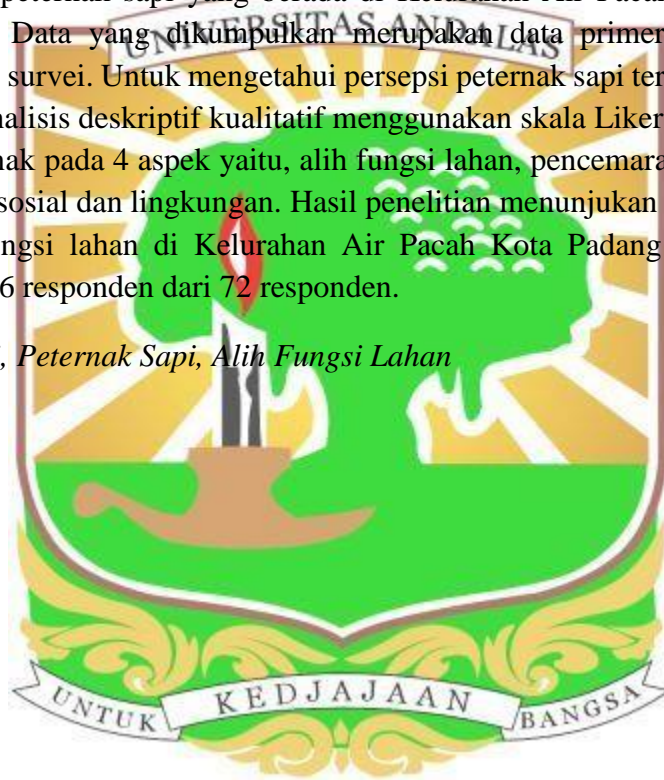 peternak sapi yang berada di Kelurahan Air Pacah
UNIVERSITAS ANDALAS
Data yang dikumpulkan merupakan data primer
survei. Untuk mengetahui persepsi peternak sapi ter
nalisis deskriptif kualitatif menggunakan skala Liker
nak pada 4 aspek yaitu, alih fungsi lahan, pencemara
sosial dan lingkungan. Hasil penelitian menunjukan
ungsi lahan di Kelurahan Air Pacah Kota Padang
6 responden dari 72 responden.
, Peternak Sapi, Alih Fungsi Lahan
UNTUK KEDJAJAAN BANGSA